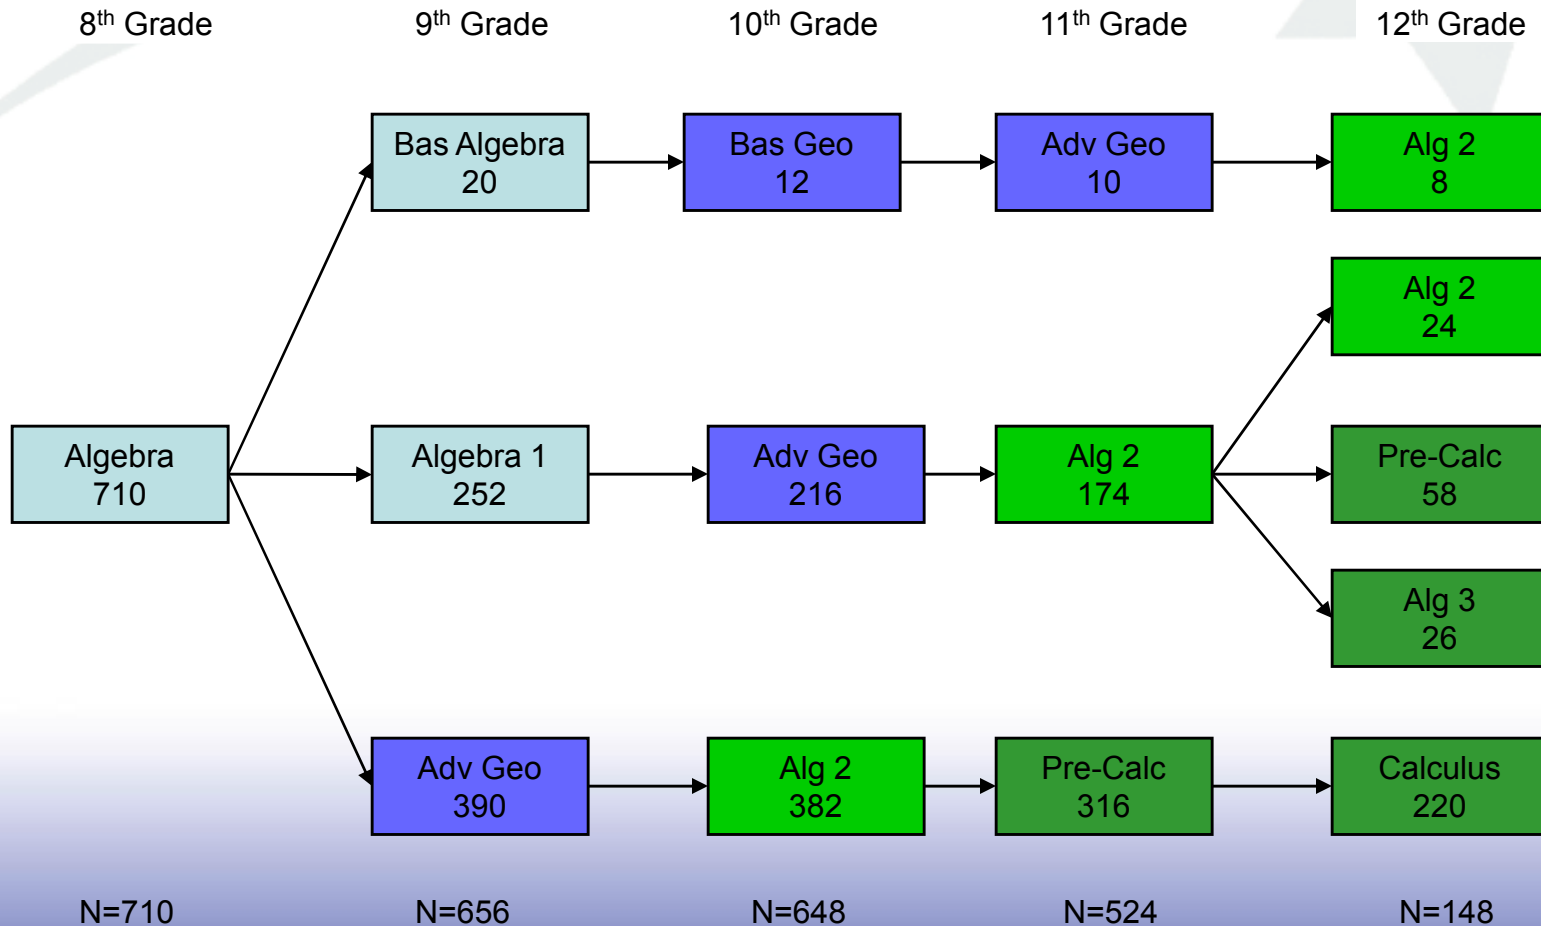 8th Grade
9th Grade
10th Grade
11th Grade
12th Grade
Bas Algebra
20
Bas Geo
12
Adv Geo
10
Alg 2
8
Alg 2
24
Algebra
710
Algebra 1
252
Adv Geo
216
Alg 2
174
Pre-Calc
58
Alg 3
26
Adv Geo
390
Alg 2
382
Pre-Calc
316
Calculus
220
N=710
N=656
N=648
N=524
N=148